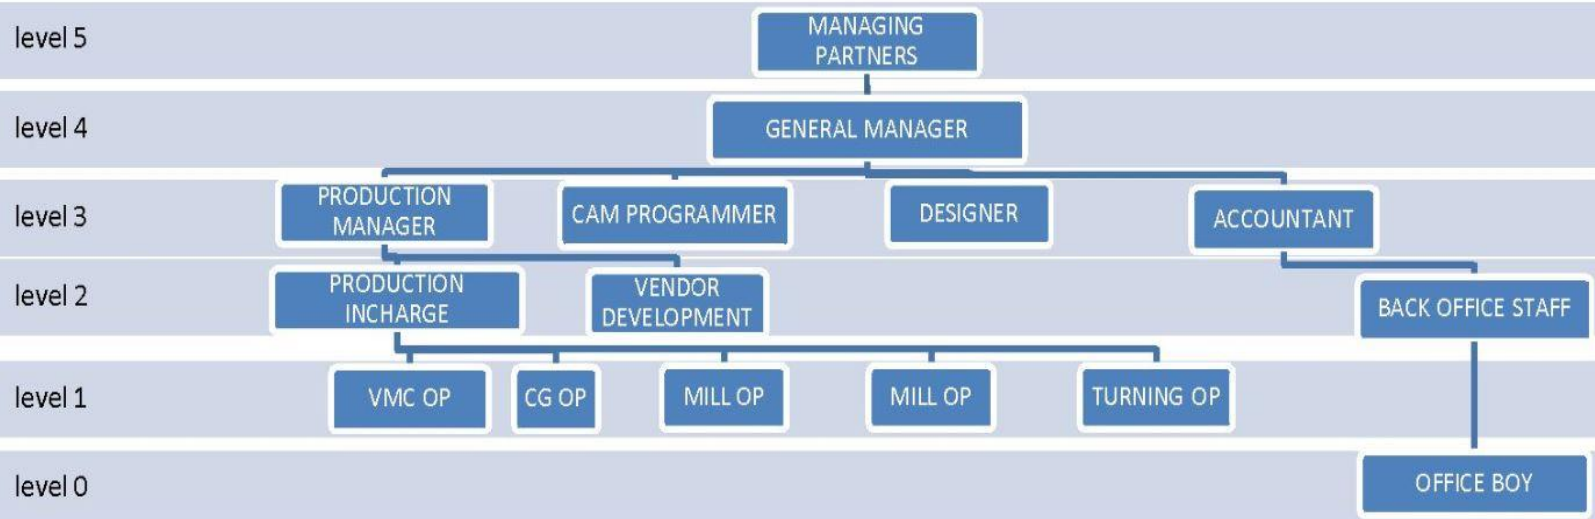 level 5
MANAGING
PARTNERS
level 4
GENERAL MANAGER
level 3
PRODUCTION
MANAGER
CAM PROGRAMMER
DESIGNER
ACCOUNTANT
level 2
PRODUCTION
INCHARGE
VENDOR
DEVELOPMENT
BACK OFFICE STAFF
level 1
VMC OP
CG OP
MILL OP
MILL OP
TURNING OP
level 0
OFFICE BOY